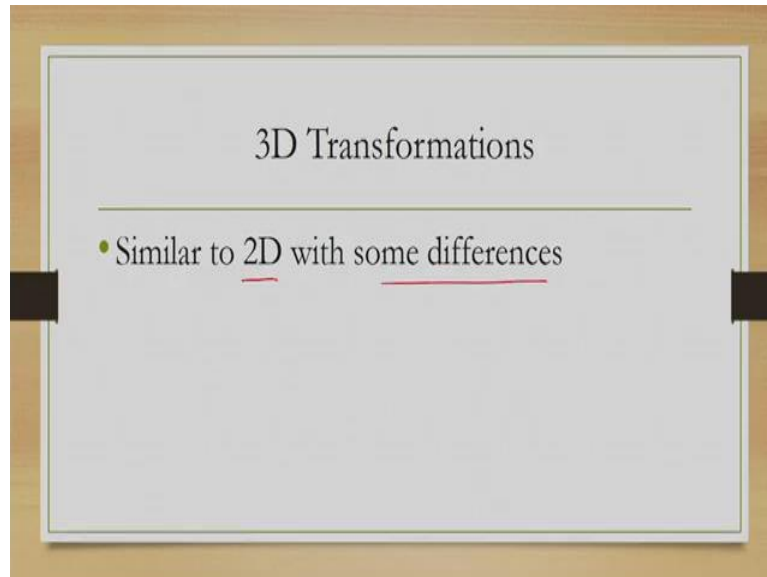 3D Transformations
• Similar to 2D with some differences